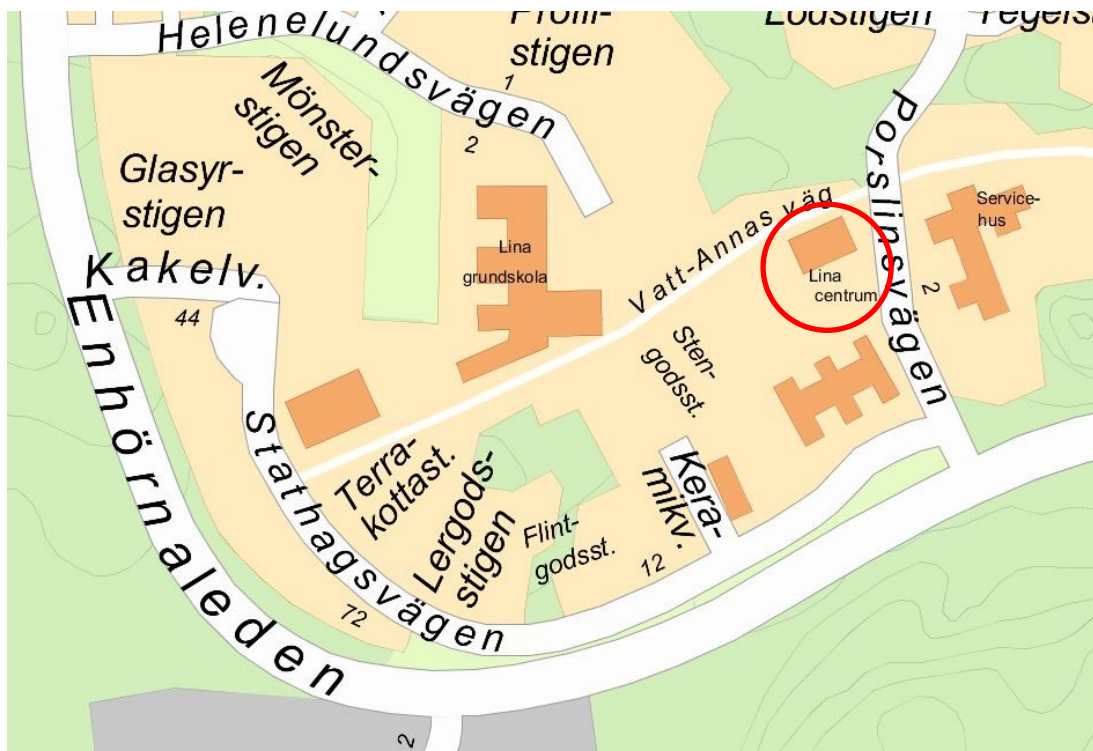 Profil-
stigen
Lödstigen
Helenelundsvägen
1
2
Mönster-
stigen
Glasyr-
stigen
Kakelv.
44
Lina
grundskola
Vatt-Annas väg
Porslinsvägen
2
Service-
hus
Lina
centrum
Sten-
godsst.
Enhörnaleden
Stathagsvägen
72
Terra-
kottast.
Lergods-
stigen
Flint-
godsst.
Kera-
mikv.
12
2